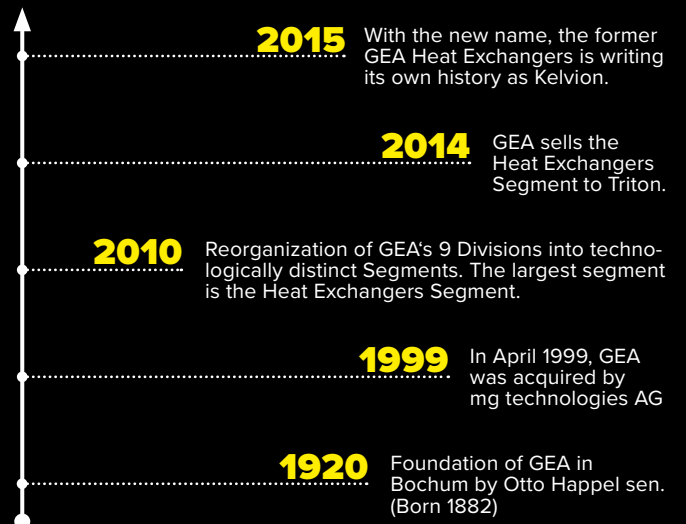 2015
With the new name, the former
GEA Heat Exchangers is writing
its own history as Kelvion.
2014
GEA sells the
Heat Exchangers
Segment to Triton.
2010
Reorganization of GEA‘s 9 Divisions into techno-
logically distinct Segments. The largest segment
is the Heat Exchangers Segment.
1999
In April 1999, GEA
was acquired by
mg technologies AG
1920
Foundation of GEA in
Bochum by Otto Happel sen.
(Born 1882)